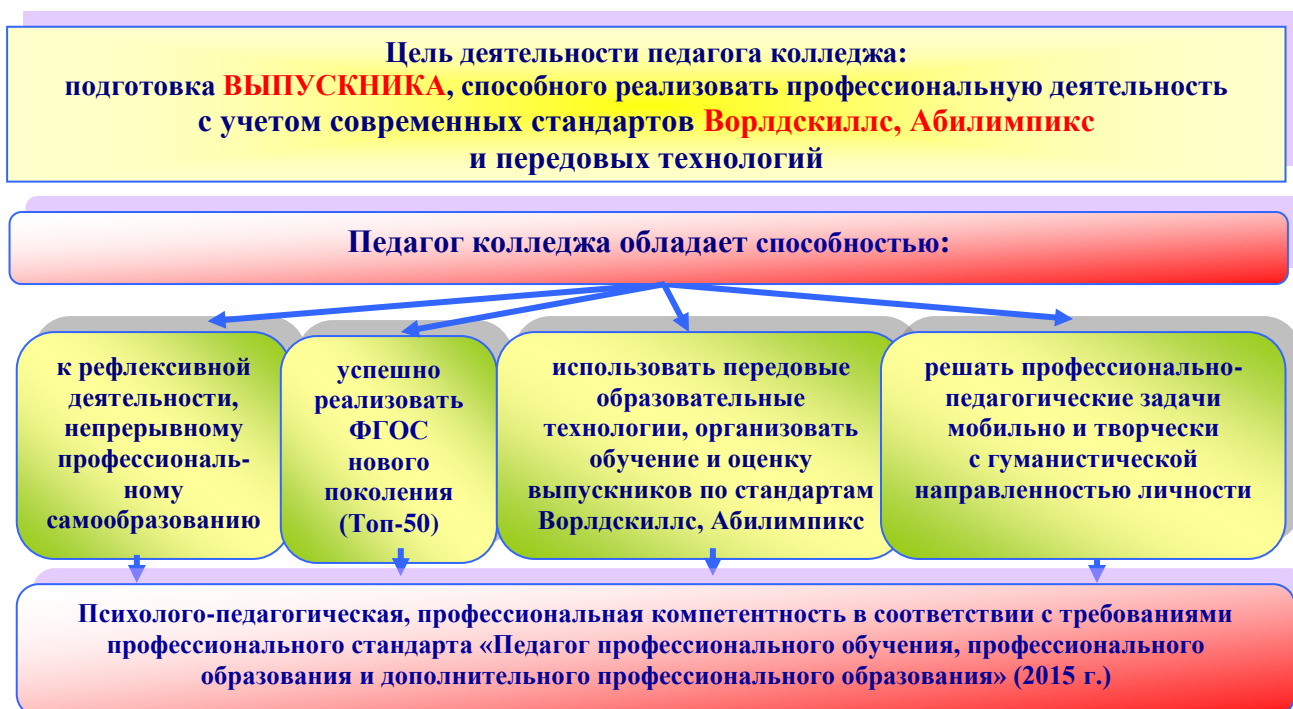 Цель деятельности педагога колледжа:
подготовка ВЫПУСКНИКА, способного реализовать профессиональную деятельность
с учетом современных стандартов Ворлдскиллс, Абилимпикс
и передовых технологий
Педагог колледжа обладает способностью:
к рефлексивной
деятельности,
непрерывному
профессиональ-
ному
самообразованию
успешно
реализовать
ФГОС
нового
поколения
(Топ-50)
использовать передовые
образовательные
технологии, организовать
обучение и оценку
выпускников по стандартам
Ворлдскиллс, Абилимпикс
решать профессионально-
педагогические задачи
мобильно и творчески
с гуманистической
направленностью личности
Психолого-педагогическая, профессиональная компетентность в соответствии с требованиями
профессионального стандарта «Педагог профессионального обучения, профессионального
образования и дополнительного профессионального образования» (2015 г.)